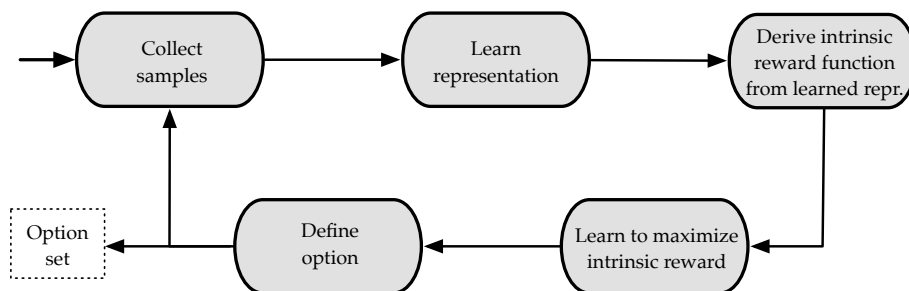 Collect
samples
Learn
representation
Derive intrinsic
reward function
from learned repr.
Option
set
Define
option
Learn to maximize
intrinsic reward